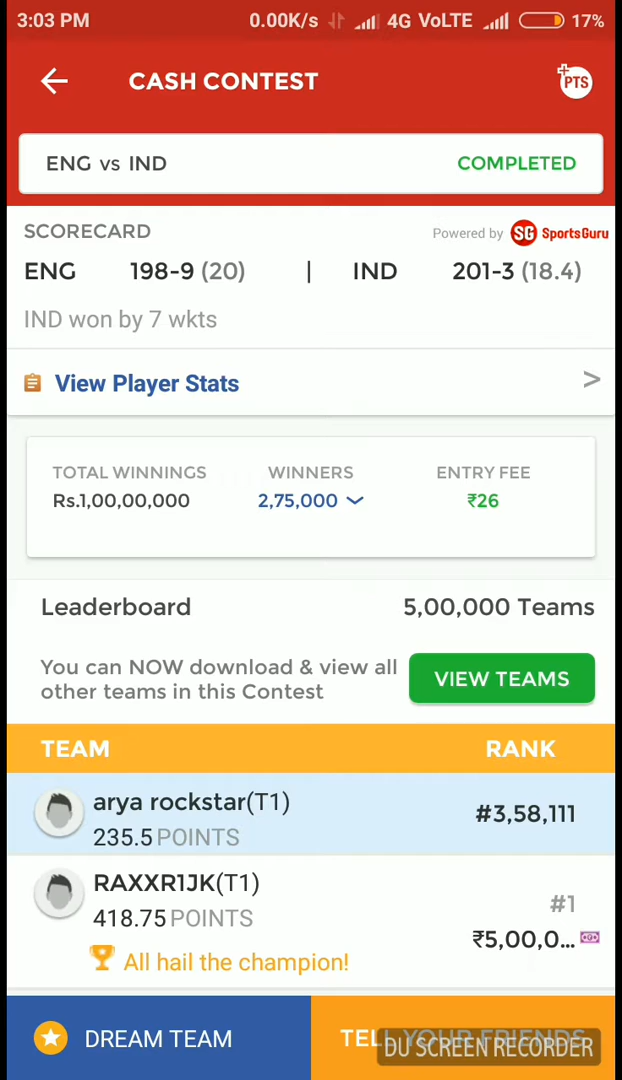 3:03 PM 0.00K/s 4G VoLTE 17%
CASH CONTEST
+PTS
ENG vs IND COMPLETED
SCORECARD Powered by SG SportsGuru
ENG 198-9 (20) | IND 201-3 (18.4)
IND won by 7 wkts
View Player Stats >
TOTAL WINNINGS WINNERS ENTRY FEE
Rs.1,00,00,000 2,75,000 ₹26
Leaderboard 5,00,000 Teams
You can NOW download & view all
other teams in this Contest
VIEW TEAMS
TEAM RANK
arya rockstar(T1)
235.5 POINTS
#3,58,111
RAXXR1JK(T1)
418.75 POINTS
#1
₹5,00,0...
All hail the champion!
DREAM TEAM TELL YOUR FRIENDS
DU SCREEN RECORDER